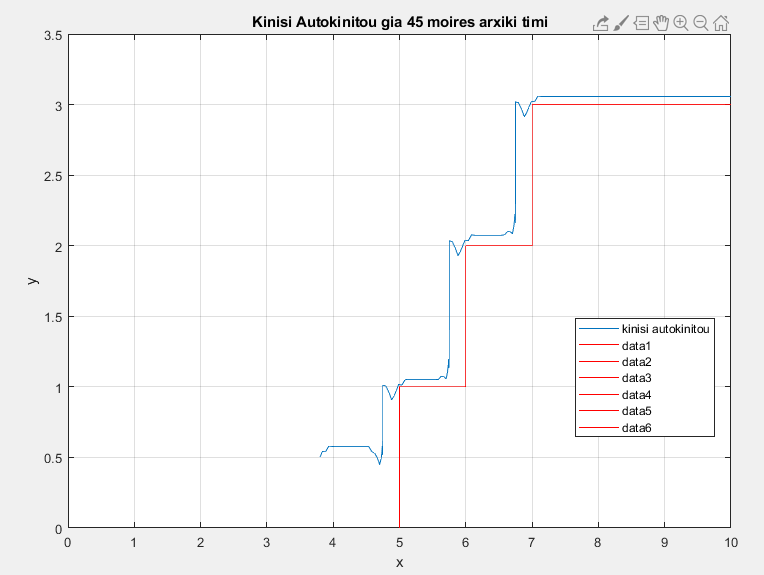 Kinisi Autokinitou gia 45 moires arxiki timi
3.5
3
2.5
2
1.5
1
0.5
0
y
kinisi autokinitou
data1
data2
data3
data4
data5
data6
0 1 2 3 4 5 6 7 8 9 10
x